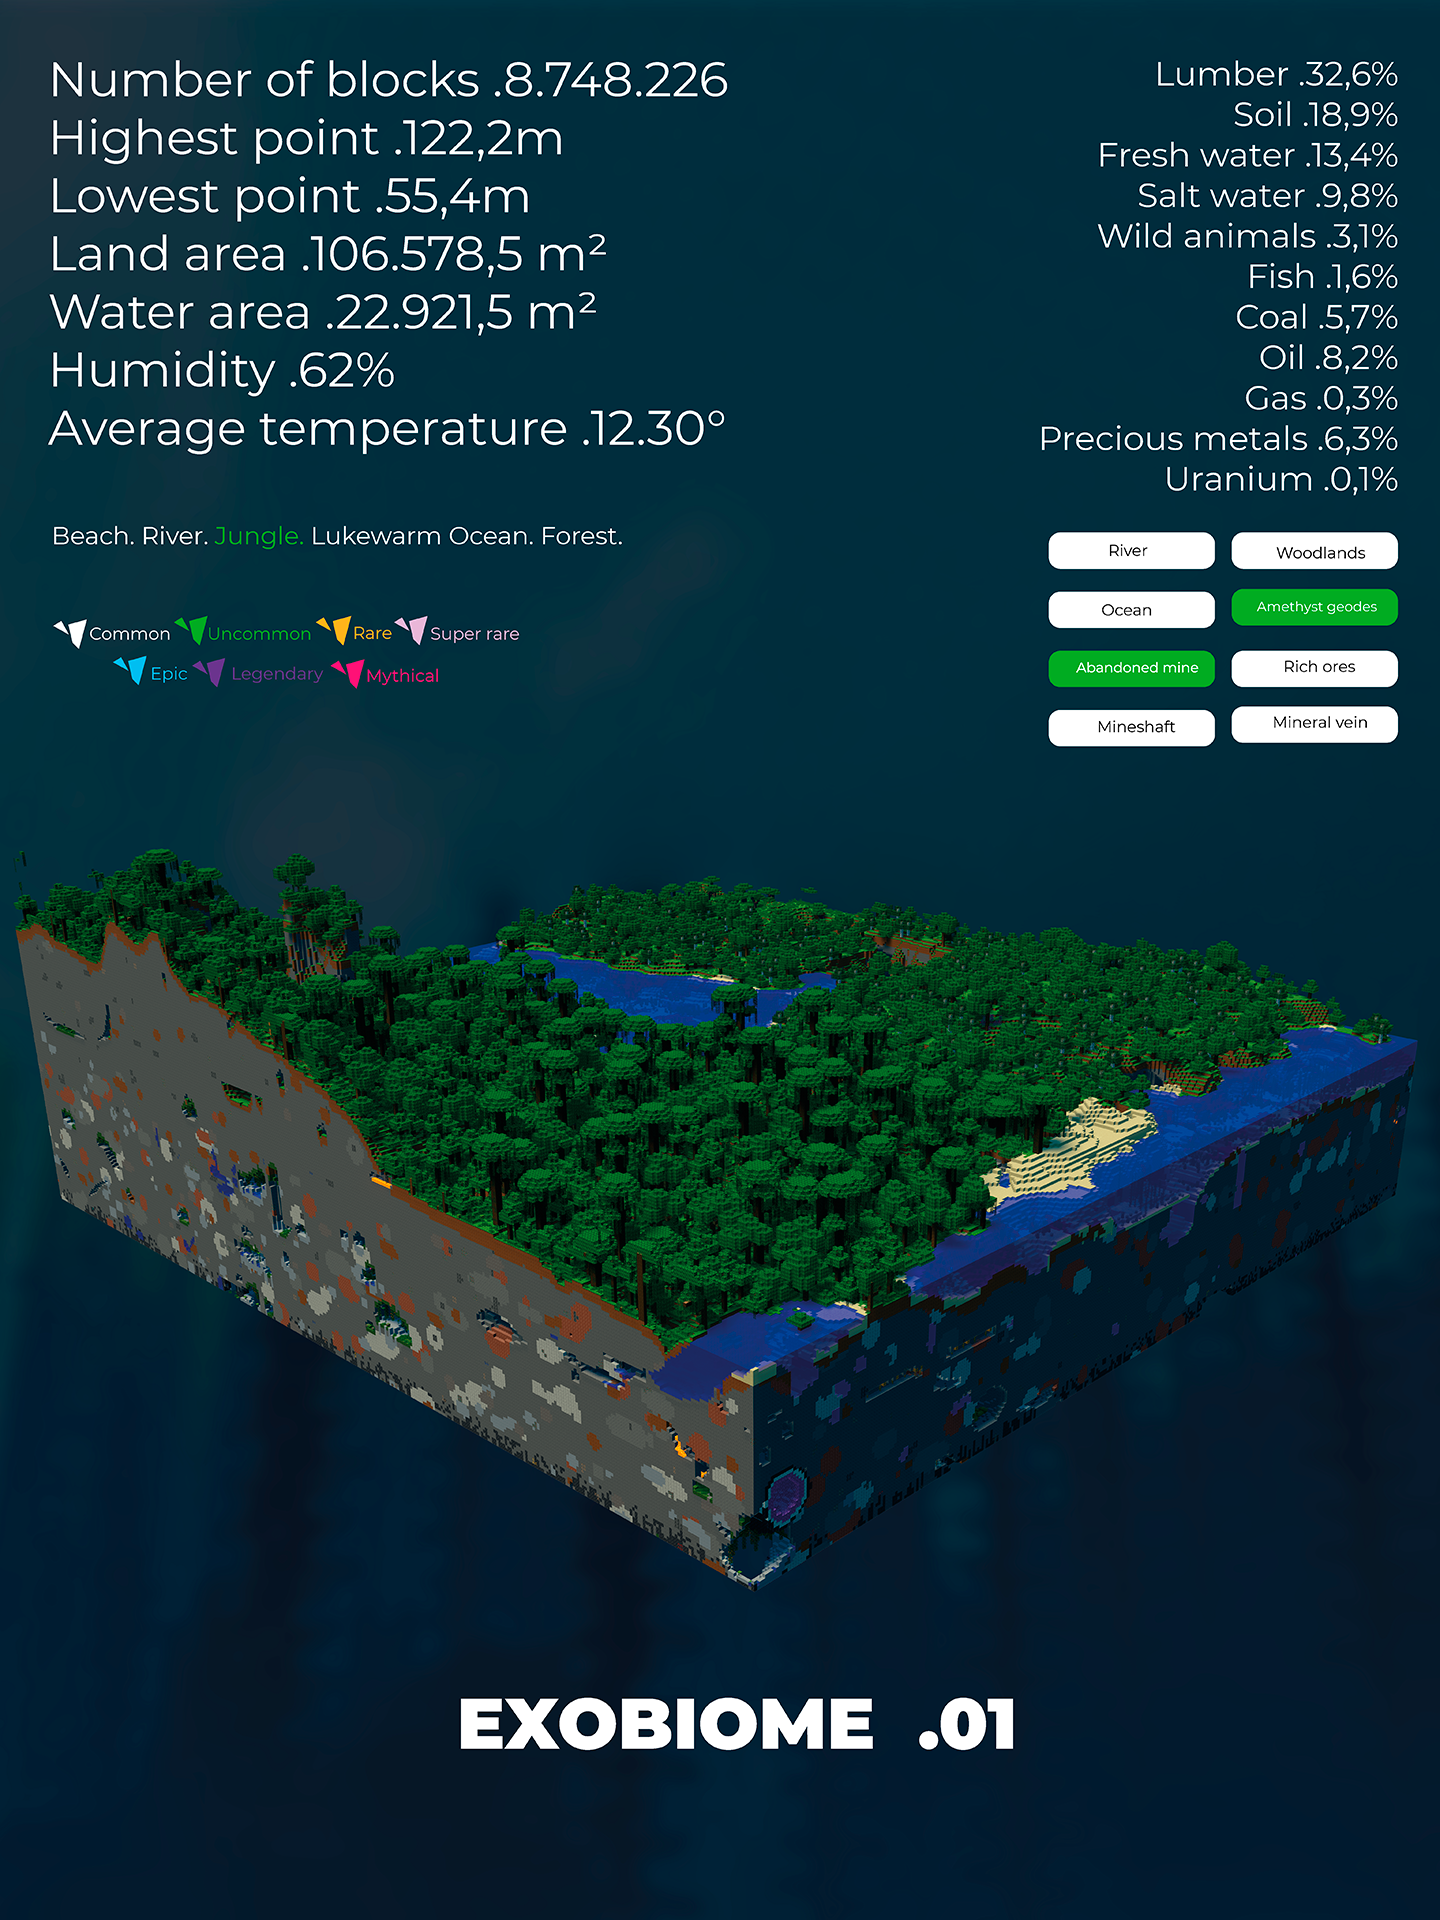 Number of blocks .8.748.226
Highest point .122,2m
Lowest point .55,4m
Land area .106.578,5 m²
Water area .22.921,5 m²
Humidity .62%
Average temperature .12.30°
Lumber .32,6%
Soil .18,9%
Fresh water .13,4%
Salt water .9,8%
Wild animals .3,1%
Fish .1,6%
Coal .5,7%
Oil .8,2%
Gas .0,3%
Precious metals .6,3%
Uranium .0,1%
Beach. River. Jungle. Lukewarm Ocean. Forest.
Common Uncommon Rare Super rare
Epic Legendary Mythical
River Woodlands
Ocean Amethyst geodes
Abandoned mine Rich ores
Mineshaft Mineral vein
EXOBIOME .01